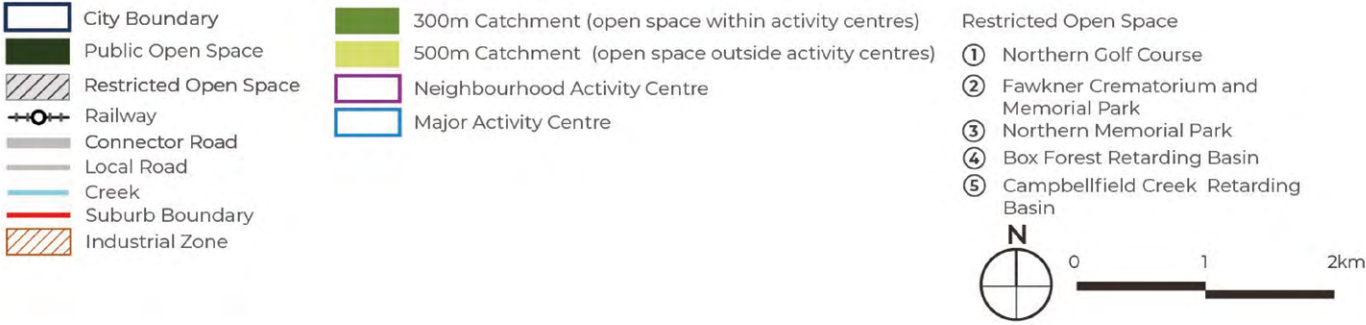 City Boundary
Public Open Space
Restricted Open Space
Railway
Connector Road
Local Road
Creek
Suburb Boundary
Industrial Zone
300m Catchment (open space within activity centres)
500m Catchment (open space outside activity centres)
Neighbourhood Activity Centre
Major Activity Centre
Restricted Open Space
1 Northern Golf Course
2 Fawkner Crematorium and
Memorial Park
3 Northern Memorial Park
4 Box Forest Retarding Basin
5 Campbellfield Creek Retarding
Basin
N
0 1 2km